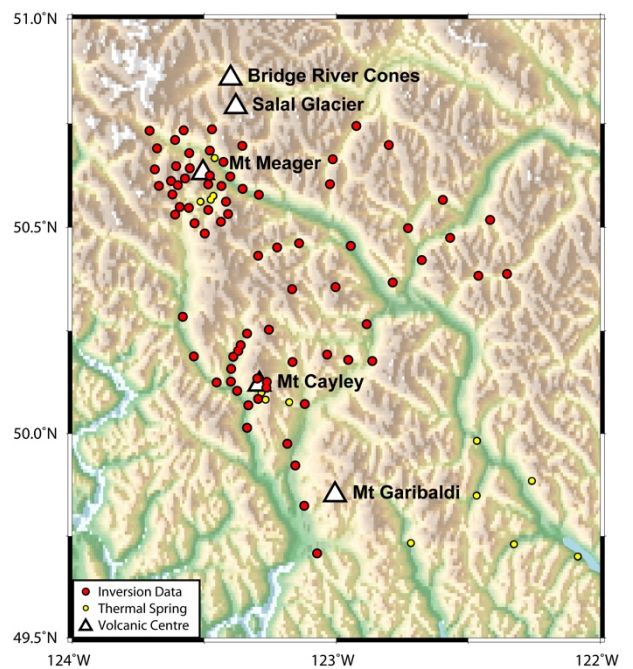 51.0°N
Bridge River Cones
Salal Glacier
Mt Meager
50.5°N
Mt Cayley
50.0°N
Mt Garibaldi
Inversion Data
Thermal Spring
Volcanic Centre
49.5°N
124°W
123°W
122°W